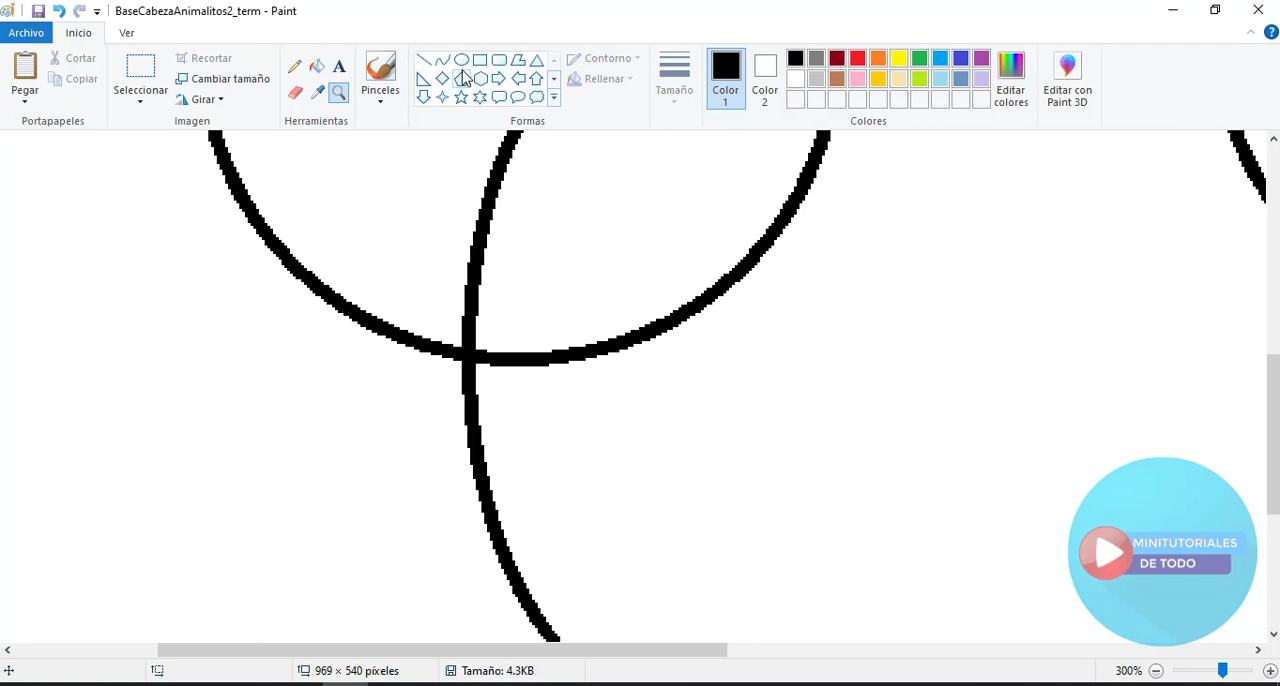 BaseCabezaAnimalitos2_term - Paint
Archivo
Inicio
Ver
Pegar
Cortar
Copiar
Portapapeles
Seleccionar
Recortar
Cambiar tamaño
Girar
Imagen
A
Herramientas
Pinceles
Contorno
Rellenar
Formas
Tamaño
Color
1
Color
2
Editar
colores
Colores
Editar con
Paint 3D
MINITUTORIALES
DE TODO
969 × 540 píxeles
Tamaño: 4.3KB
300%